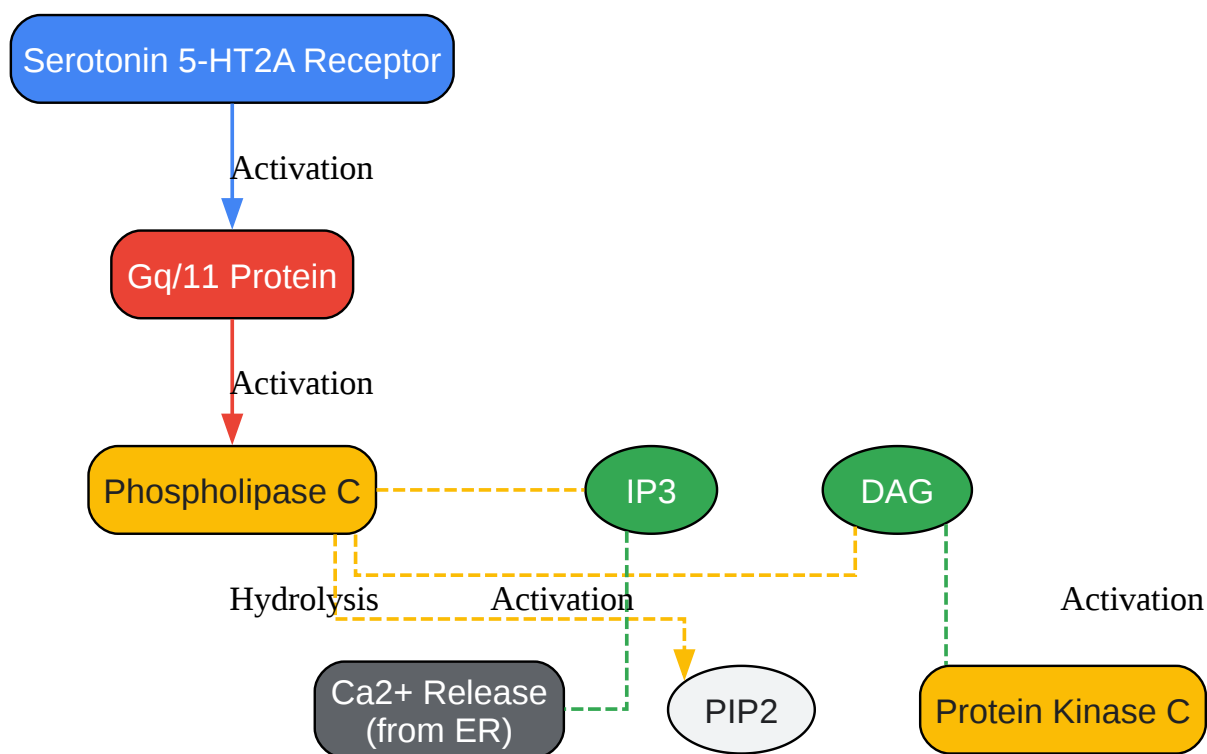 Serotonin 5-HT2A Receptor
Activation
Gq/11 Protein
Activation
Phospholipase C
IP3
DAG
Hydrolysis
Activation
Activation
Ca2+ Release
(from ER)
PIP2
Protein Kinase C